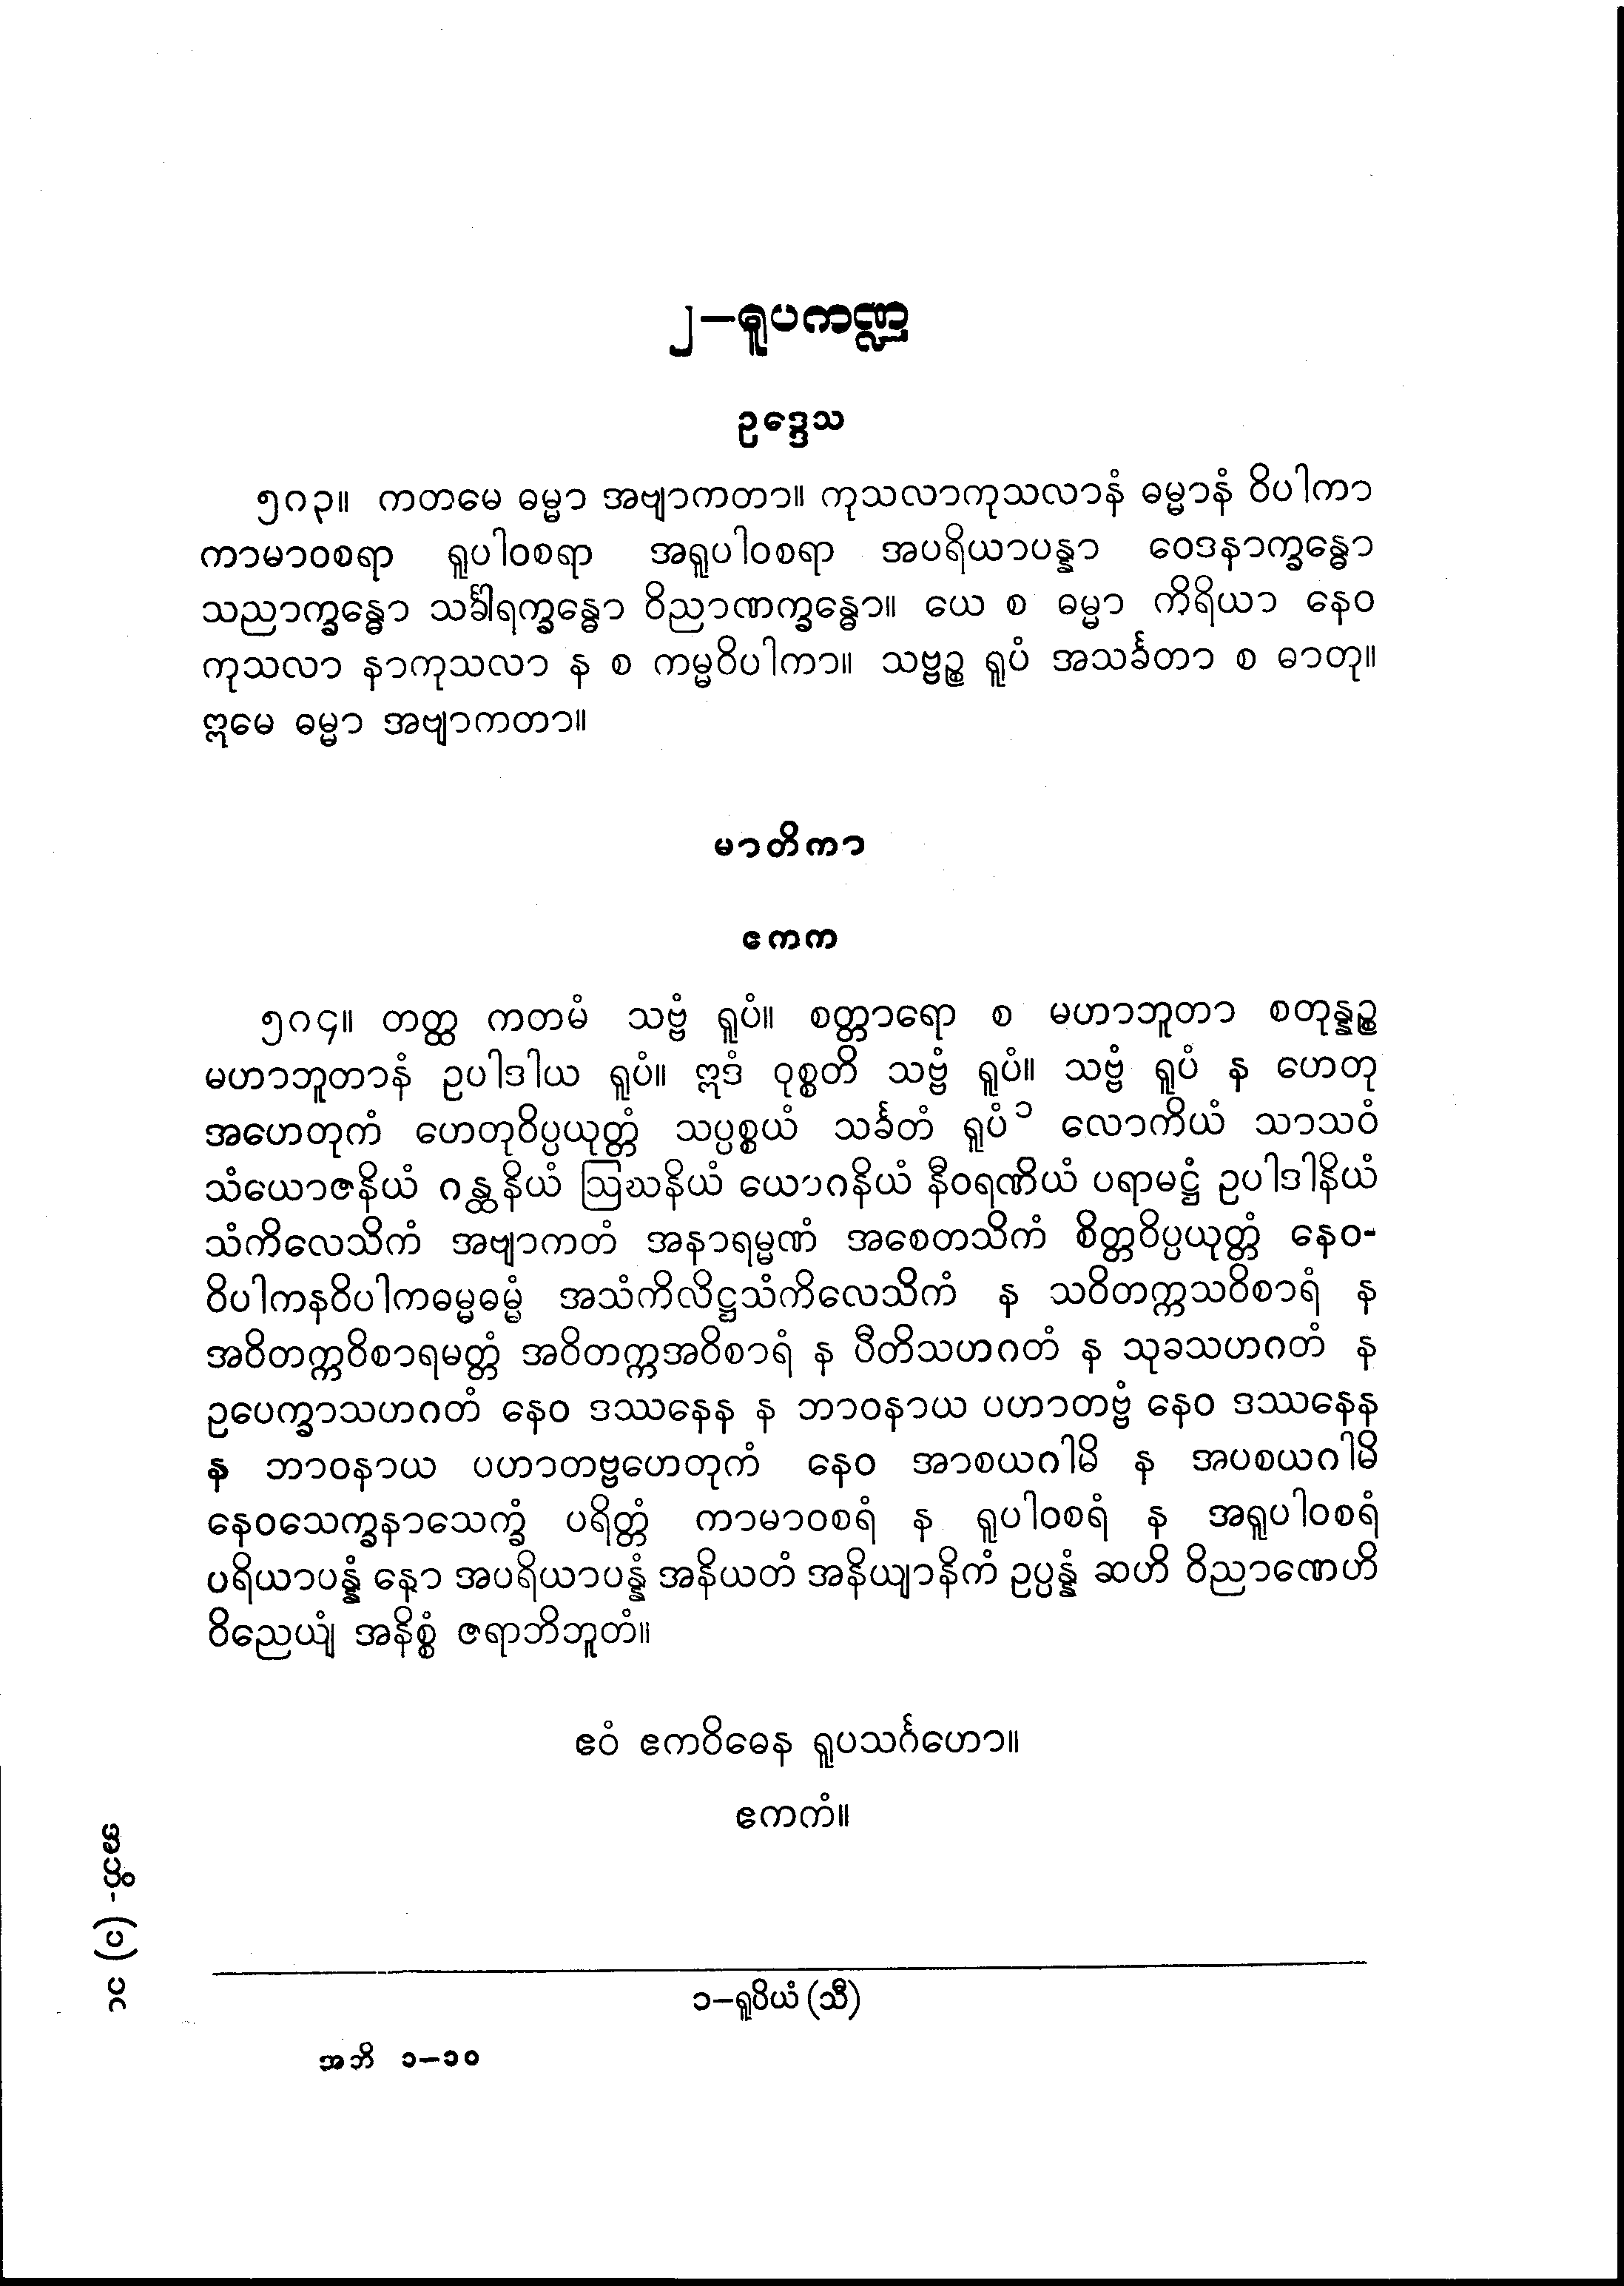 ၂–ရူပကဏ္ဍ
ဥဒ္ဒေသ
၅၈၃။ ကတမေ ဓမ္မာ အဗျာကတာ။ ကုသလာကုသလာနံ ဓမ္မာနံ ဝိပါကာ
ကာမာဝစရာ ရူပါဝစရာ အရူပါဝစရာ အပရိယာပန္နာ ဝေဒနာက္ခန္ဓော
သညာက္ခန္ဓော သင်္ခါရက္ခန္ဓော ဝိညာဏက္ခန္ဓော။ ယေ စ ဓမ္မာ ကိရိယာ နေဝ
ကုသလာ နာကုသလာ န စ ကမ္မဝိပါကာ။ သဗ္ဗဉ္စ ရူပံ အသင်္ခတာ စ ဓာတု။
ဣမေ ဓမ္မာ အဗျာကတာ။
မာတိကာ
ဧကက
၅၈၄။ တတ္ထ ကတမံ သဗ္ဗံ ရူပံ။ စတ္တာရော စ မဟာဘူတာ စတုန္နဉ္စ
မဟာဘူတာနံ ဥပါဒါယ ရူပံ။ ဣဒံ ဝုစ္စတိ သဗ္ဗံ ရူပံ။ သဗ္ဗံ ရူပံ န ဟေတု
အဟေတုကံ ဟေတုဝိပ္ပယုတ္တံ သပ္ပစ္စယံ သင်္ခတံ ရူပံ၁ လောကိယံ သာသဝံ
သံယောဇနိယံ ဂန္ထနိယံ ဩဃနိယံ ယောဂနိယံ နီဝရဏိယံ ပရာမဋ္ဌံ ဥပါဒါနိယံ
သံကိလေသိကံ အဗျာကတံ အနာရမ္မဏံ အစေတသိကံ စိတ္တဝိပ္ပယုတ္တံ နေဝ-
ဝိပါကနဝိပါကဓမ္မဓမ္မံ အသံကိလိဋ္ဌသံကိလေသိကံ န သဝိတက္ကသဝိစာရံ န
အဝိတက္ကဝိစာရမတ္တံ အဝိတက္ကအဝိစာရံ န ပီတိသဟဂတံ န သုခသဟဂတံ န
ဥပေက္ခာသဟဂတံ နေဝ ဒဿနေန န ဘာဝနာယ ပဟာတဗ္ဗံ နေဝ ဒဿနေန
န ဘာဝနာယ ပဟာတဗ္ဗဟေတုကံ နေဝ အာစယဂါမိ န အပစယဂါမိ
နေဝသေက္ခနာသေက္ခံ ပရိတ္တံ ကာမာဝစရံ န ရူပါဝစရံ န အရူပါဝစရံ
ပရိယာပန္နံ နော အပရိယာပန္နံ အနိယတံ အနိယျာနိကံ ဥပ္ပန္နံ ဆဟိ ဝိညာဏေဟိ
ဝိညေယျံ အနိစ္စံ ဇရာဘိဘူတံ။
ဧဝံ ဧကဝိဓေန ရူပသင်္ဂဟော။
ဧကကံ။
၁–ရူပိယံ (သီ)
အဘိ ၁–၁၀